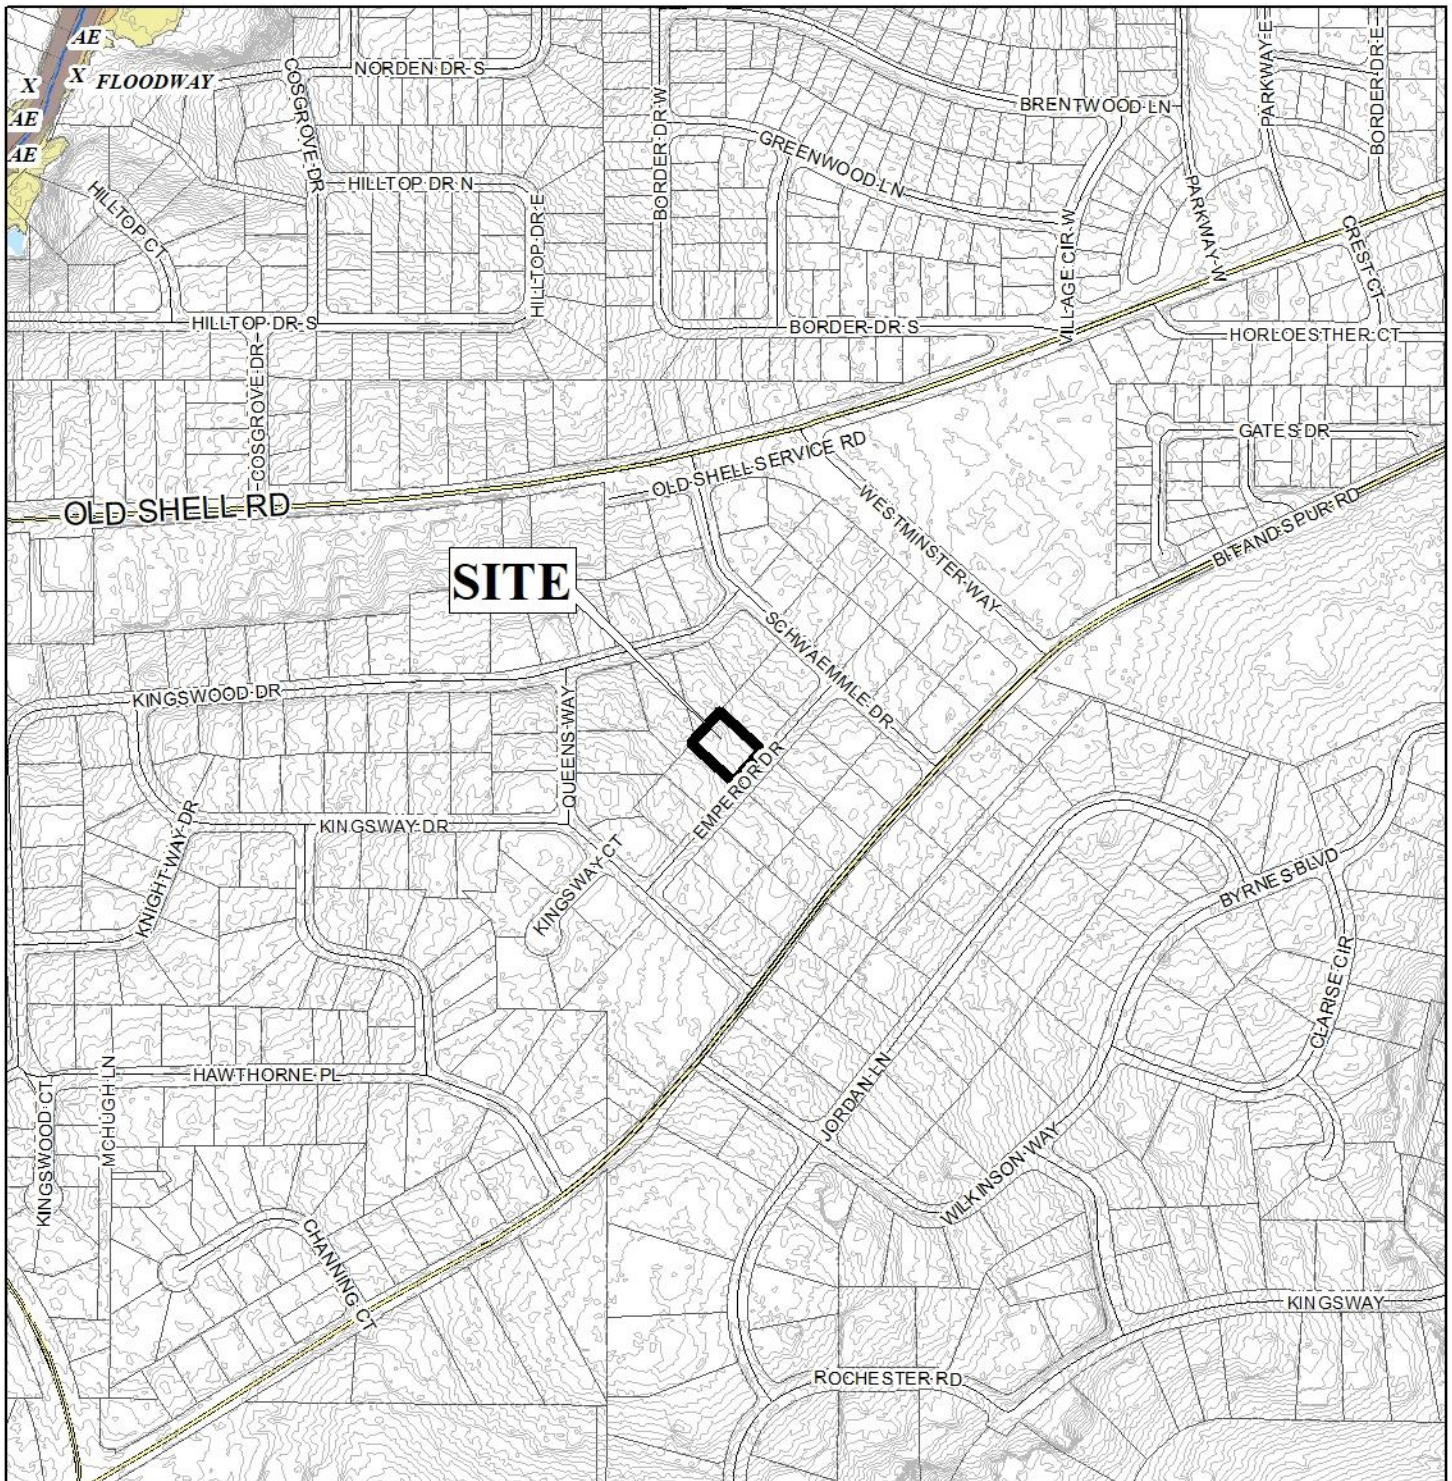 AE
X
X
FLOODWAY
AE
AE
COSGROVE DR
NORDEN DR S
HILLTOP CT
HILLTOP DR N
HILLTOP DR E
HILLTOP DR S
COSGROVE DR
BORDER DR W
GREENWOOD LN
BRENTWOOD LN
PARKWAY E
BORDER DR E
PARKWAY W
VILLAGE CIR W
CREST CT
BORDER DR S
HORLOESTHER CT
GATES DR
OLD SHELL RD
OLD SHELL SERVICE RD
WESTMINSTER WAY
BIT AND SPUR RD
SITE
SCHWAEMMLE DR
KINGSWOOD DR
QUEENS WAY
EMPEROR DR
KNIGHT WAY DR
KINGSWAY DR
KINGSWAY CT
BYRNES BLVD
CLARISE CIR
HAWTHORNE PL
KINGSWOOD CT
MCHUGH LN
JORDAN LN
WILKINSON WAY
CHANNING CT
KINGSWAY
ROCHESTER RD